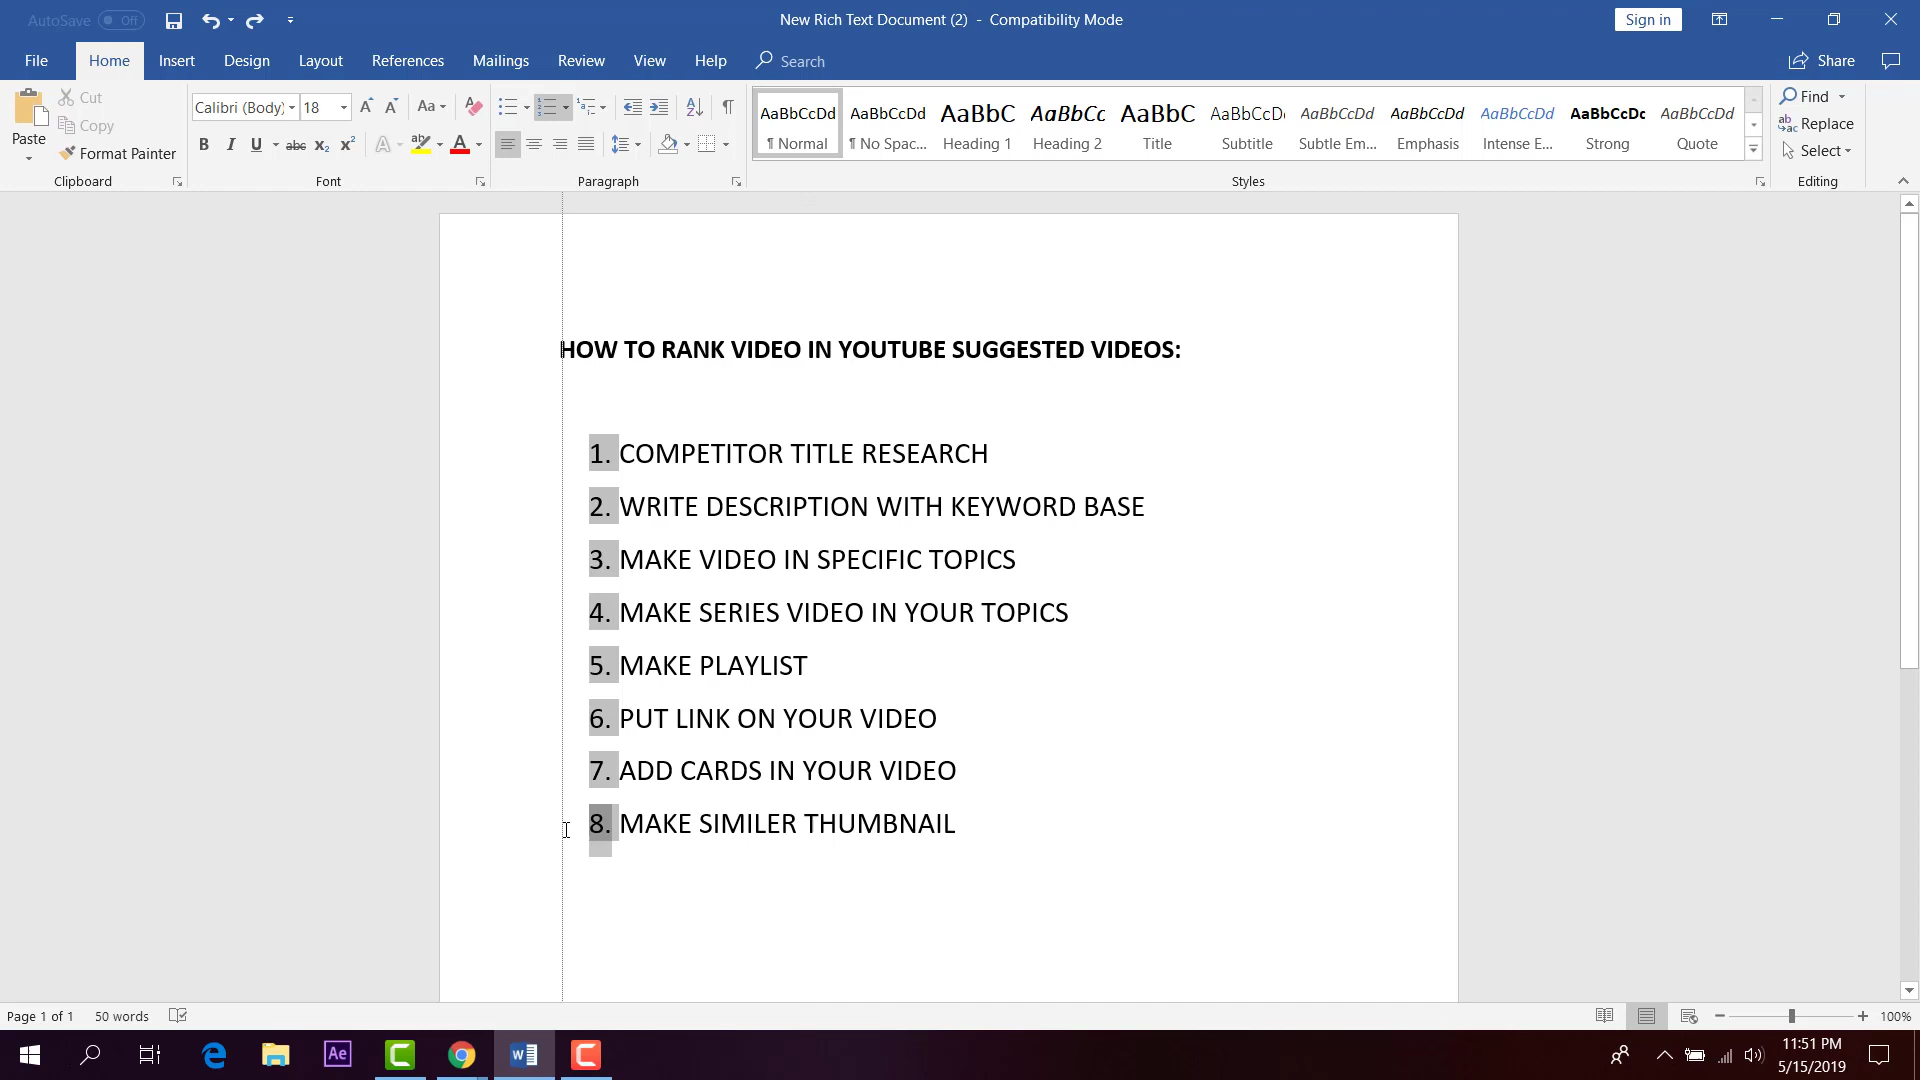 AutoSave Off
New Rich Text Document (2) - Compatibility Mode
Sign in
File Home Insert Design Layout References Mailings Review View Help Search
Share
Paste
Cut
Copy
Format Painter
Clipboard
Calibri (Body) 18
Aa
B I U abc x₂ x² A A
Font
Paragraph
AaBbCcDd AaBbCcDd AaBbC AaBbCc AaBbC AaBbCcD AaBbCcDd AaBbCcDd AaBbCcDd AaBbCcDc AaBbCcDd
¶ Normal ¶ No Spac... Heading 1 Heading 2 Title Subtitle Subtle Em... Emphasis Intense E... Strong Quote
Styles
Find
Replace
Select
Editing
HOW TO RANK VIDEO IN YOUTUBE SUGGESTED VIDEOS:
1. COMPETITOR TITLE RESEARCH
2. WRITE DESCRIPTION WITH KEYWORD BASE
3. MAKE VIDEO IN SPECIFIC TOPICS
4. MAKE SERIES VIDEO IN YOUR TOPICS
5. MAKE PLAYLIST
6. PUT LINK ON YOUR VIDEO
7. ADD CARDS IN YOUR VIDEO
8. MAKE SIMILER THUMBNAIL
Page 1 of 1 50 words
100%
Ae
11:51 PM
5/15/2019